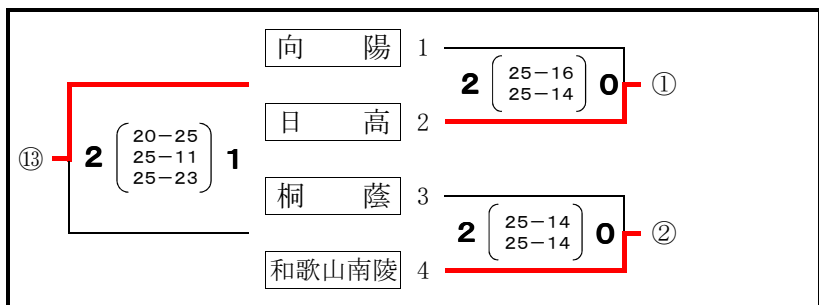 向 陽 1
2 25-16 25-14 0 ①
日 高 2
⑬ 2 20-25 25-11 25-23 1
桐 蔭 3
2 25-14 25-14 0 ②
和歌山南陵 4